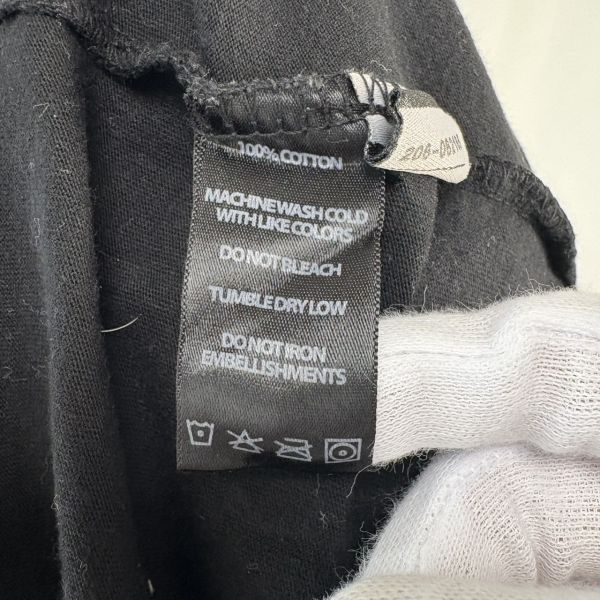 100% COTTON
MACHINE WASH COLD
WITH LIKE COLORS
DO NOT BLEACH
TUMBLE DRY LOW
DO NOT IRON
EMBELLISHMENTS